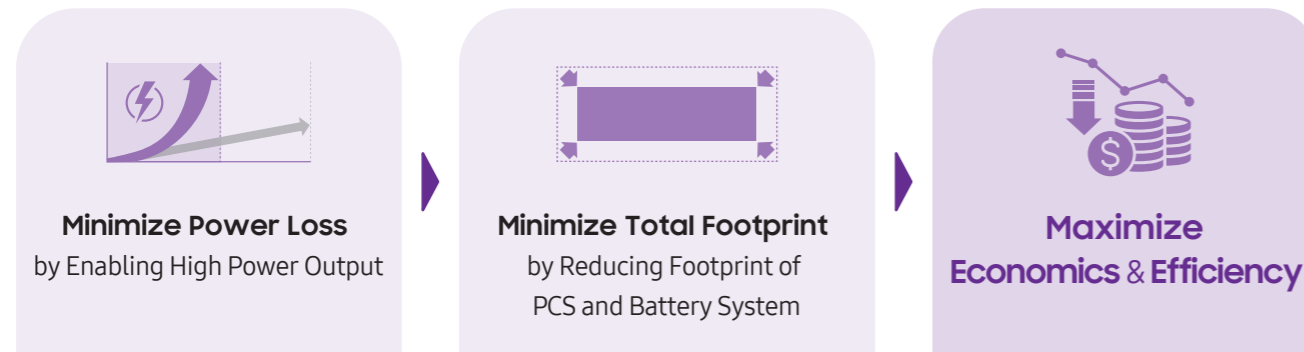 Minimize Power Loss
by Enabling High Power Output
Minimize Total Footprint
by Reducing Footprint of
PCS and Battery System
$
Maximize
Economics & Efficiency